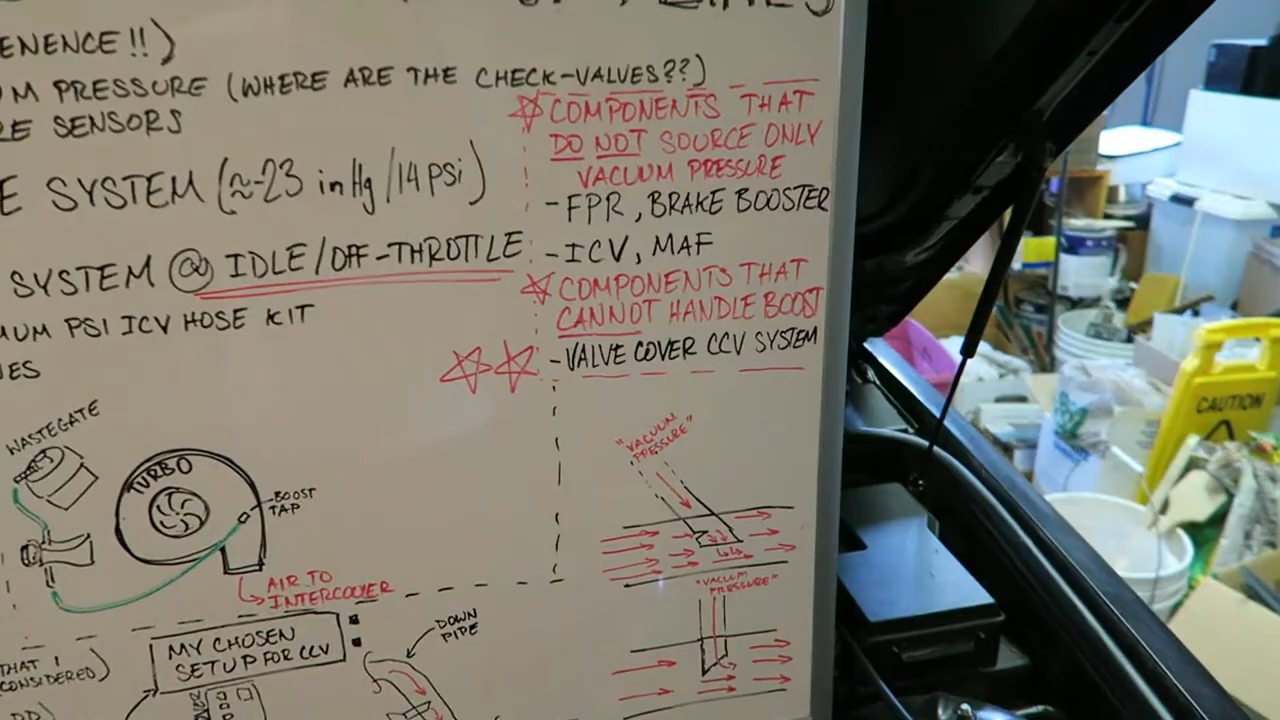 ENENCE!!)
UM PRESSURE (WHERE ARE THE CHECK-VALVES??)
RE SENSORS
E SYSTEM (≈-23 in Hg/14 PSi)
SYSTEM @ IDLE/OFF-THROTTLE
MUM PSI ICV HOSE KIT
ES
COMPONENTS THAT
DO NOT SOURCE ONLY
VACUUM PRESSURE
- FPR, BRAKE BOOSTER
- ICV, MAF
COMPONENTS THAT
CANNOT HANDLE BOOST
- VALVE COVER CCV SYSTEM
WASTEGATE
TURBO
BOOST
TAP
AIR TO
INTERCOOLER
"VACUUM
PRESSURE"
"VACUUM
PRESSURE"
MY CHOSEN
SETUP FOR CCV
DOWN
PIPE
THAT I
CONSIDERED)
CAUTION